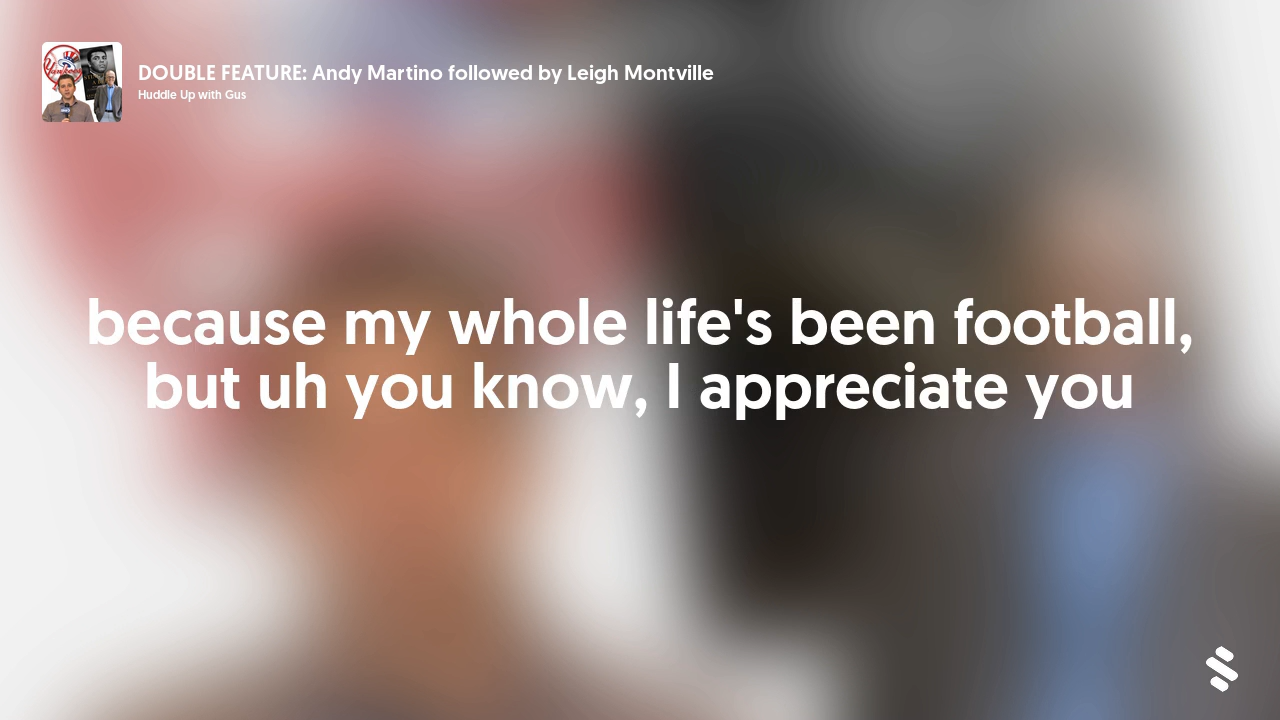 DOUBLE FEATURE: Andy Martino followed by Leigh Montville
Huddle Up with Gus
because my whole life's been football,
but uh you know, I appreciate you